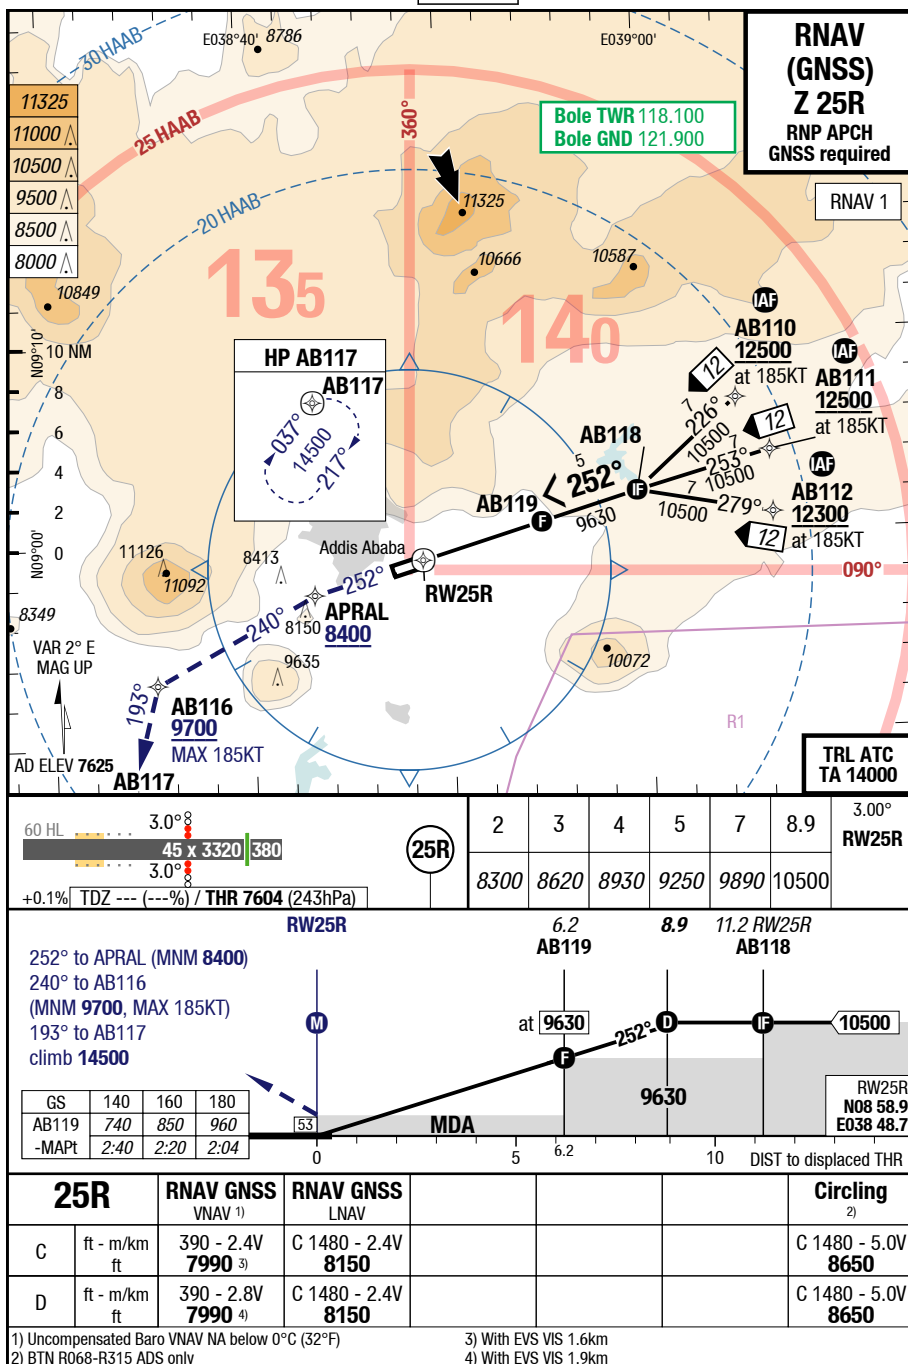 RNAV
(GNSS)
Z 25R
RNP APCH
GNSS required
RNAV 1
30 HAAB
E038°40'
8786
E039°00'
11325
11000
10500
9500
8500
8000
25 HAAB
360°
Bole TWR 118.100
Bole GND 121.900
20 HAAB
11325
10666
10587
10849
135
140
N09°10'
10 NM
8
6
4
2
0
N09°00'
HP AB117
AB117
037°
14500
217°
IAF
AB110
12500
at 185KT
12
7
226°
10500
IAF
AB111
12500
at 185KT
12
7
253°
10500
IAF
AB112
12300
at 185KT
12
7
279°
10500
AB118
IF
5
252°
9630
AB119
F
Addis Ababa
RW25R
090°
11126
11092
8413
252°
APRAL
8400
8150
240°
8349
9635
10072
R1
VAR 2° E
MAG UP
193°
AB116
9700
MAX 185KT
AB117
AD ELEV 7625
TRL ATC
TA 14000
60 HL
3.0°
45 x 3320 380
3.0°
+0.1% TDZ --- (---%) / THR 7604 (243hPa)
25R
2 3 4 5 7 8.9 3.00°
RW25R
8300 8620 8930 9250 9890 10500
RW25R 6.2 8.9 11.2 RW25R
AB119 AB118
252° to APRAL (MNM 8400)
240° to AB116
(MNM 9700, MAX 185KT)
193° to AB117
climb 14500
M
at 9630
F
252°
D
IF
10500
9630
MDA
53
RW25R
N08 58.9
E038 48.7
GS 140 160 180
AB119 740 850 960
-MAPt 2:40 2:20 2:04
0 5 6.2 10 DIST to displaced THR
25R RNAV GNSS RNAV GNSS Circling
VNAV 1) LNAV 2)
C ft - m/km 390 - 2.4V C 1480 - 2.4V C 1480 - 5.0V
ft 7990 3) 8150 8650
D ft - m/km 390 - 2.8V C 1480 - 2.4V C 1480 - 5.0V
ft 7990 4) 8150 8650
1) Uncompensated Baro VNAV NA below 0°C (32°F) 3) With EVS VIS 1.6km
2) BTN R068-R315 ADS only 4) With EVS VIS 1.9km